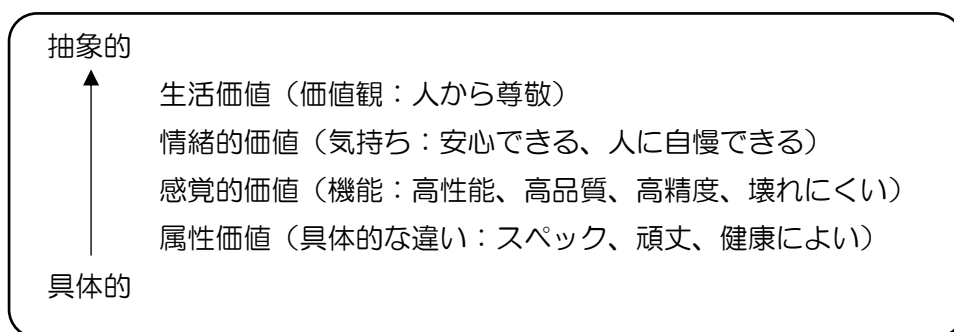 抽象的
生活価値（価値観：人から尊敬）
情緒的価値（気持ち：安心できる、人に自慢できる）
感覚的価値（機能：高性能、高品質、高精度、壊れにくい）
属性価値（具体的な違い：スペック、頑丈、健康によい）
具体的